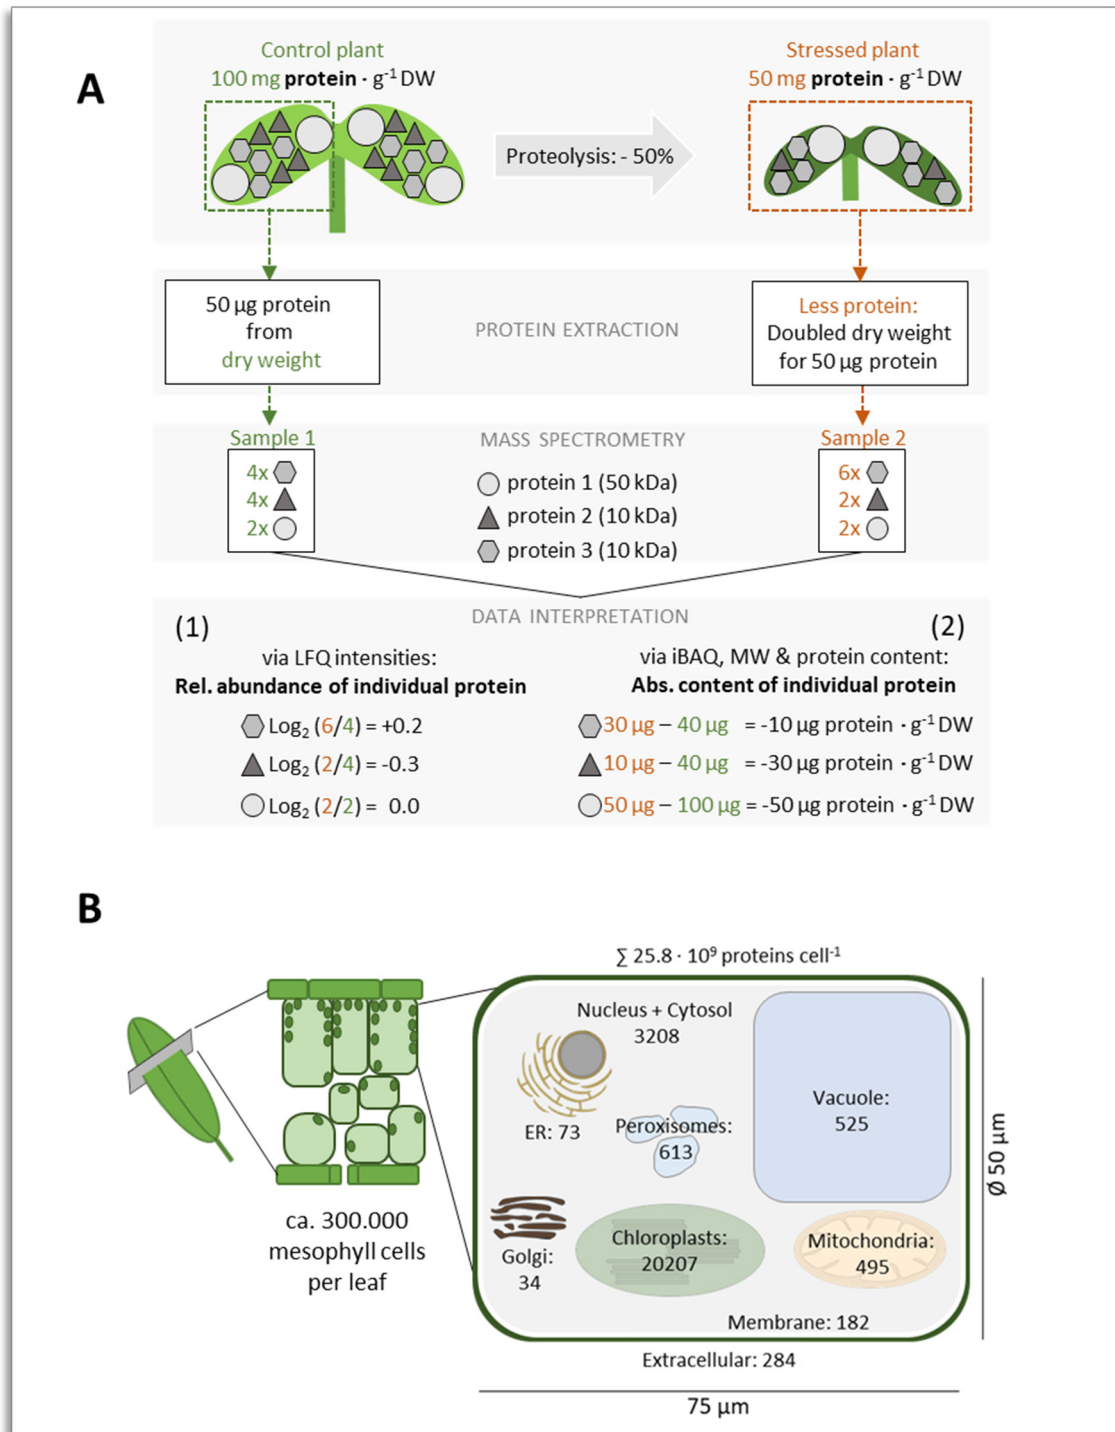 A
Control plant
100 mg protein · g⁻¹ DW
Stressed plant
50 mg protein · g⁻¹ DW
Proteolysis: - 50%
50 µg protein
from
dry weight
PROTEIN EXTRACTION
Less protein:
Doubled dry weight
for 50 µg protein
Sample 1
4x
4x
2x
MASS SPECTROMETRY
protein 1 (50 kDa)
protein 2 (10 kDa)
protein 3 (10 kDa)
Sample 2
6x
2x
2x
DATA INTERPRETATION
(1)
via LFQ intensities:
Rel. abundance of individual protein
Log₂ (6/4) = +0.2
Log₂ (2/4) = -0.3
Log₂ (2/2) = 0.0
(2)
via iBAQ, MW & protein content:
Abs. content of individual protein
30 µg – 40 µg = -10 µg protein · g⁻¹ DW
10 µg – 40 µg = -30 µg protein · g⁻¹ DW
50 µg – 100 µg = -50 µg protein · g⁻¹ DW
B
∑ 25.8 · 10⁹ proteins cell⁻¹
Nucleus + Cytosol
3208
ER: 73
Peroxisomes:
613
Vacuole:
525
Golgi:
34
Chloroplasts:
20207
Mitochondria:
495
Membrane: 182
Extracellular: 284
75 µm
Ø 50 µm
ca. 300.000
mesophyll cells
per leaf